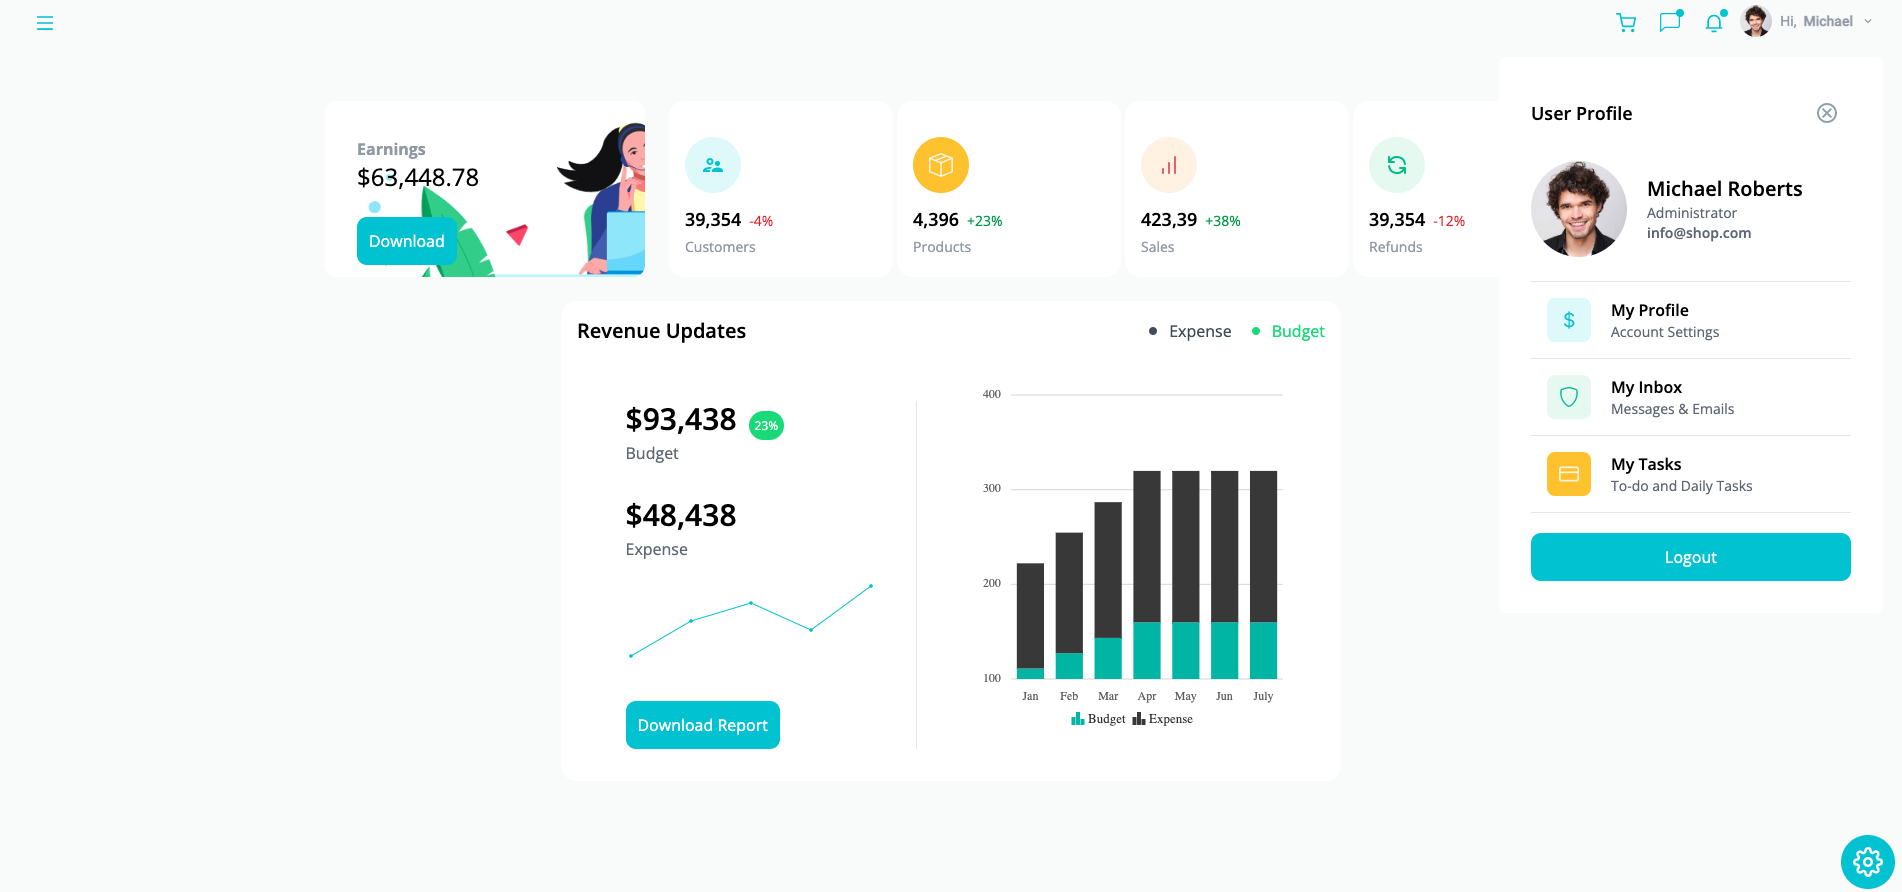 Hi, Michael
User Profile
Michael Roberts
Administrator
info@shop.com
My Profile
Account Settings
My Inbox
Messages & Emails
My Tasks
To-do and Daily Tasks
Logout
Earnings
$63,448.78
Download
39,354 -4%
Customers
4,396 +23%
Products
423,39 +38%
Sales
39,354 -12%
Refunds
Revenue Updates
Expense
Budget
$93,438 23%
Budget
$48,438
Expense
Download Report
400
300
200
100
Jan Feb Mar Apr May Jun July
Budget Expense